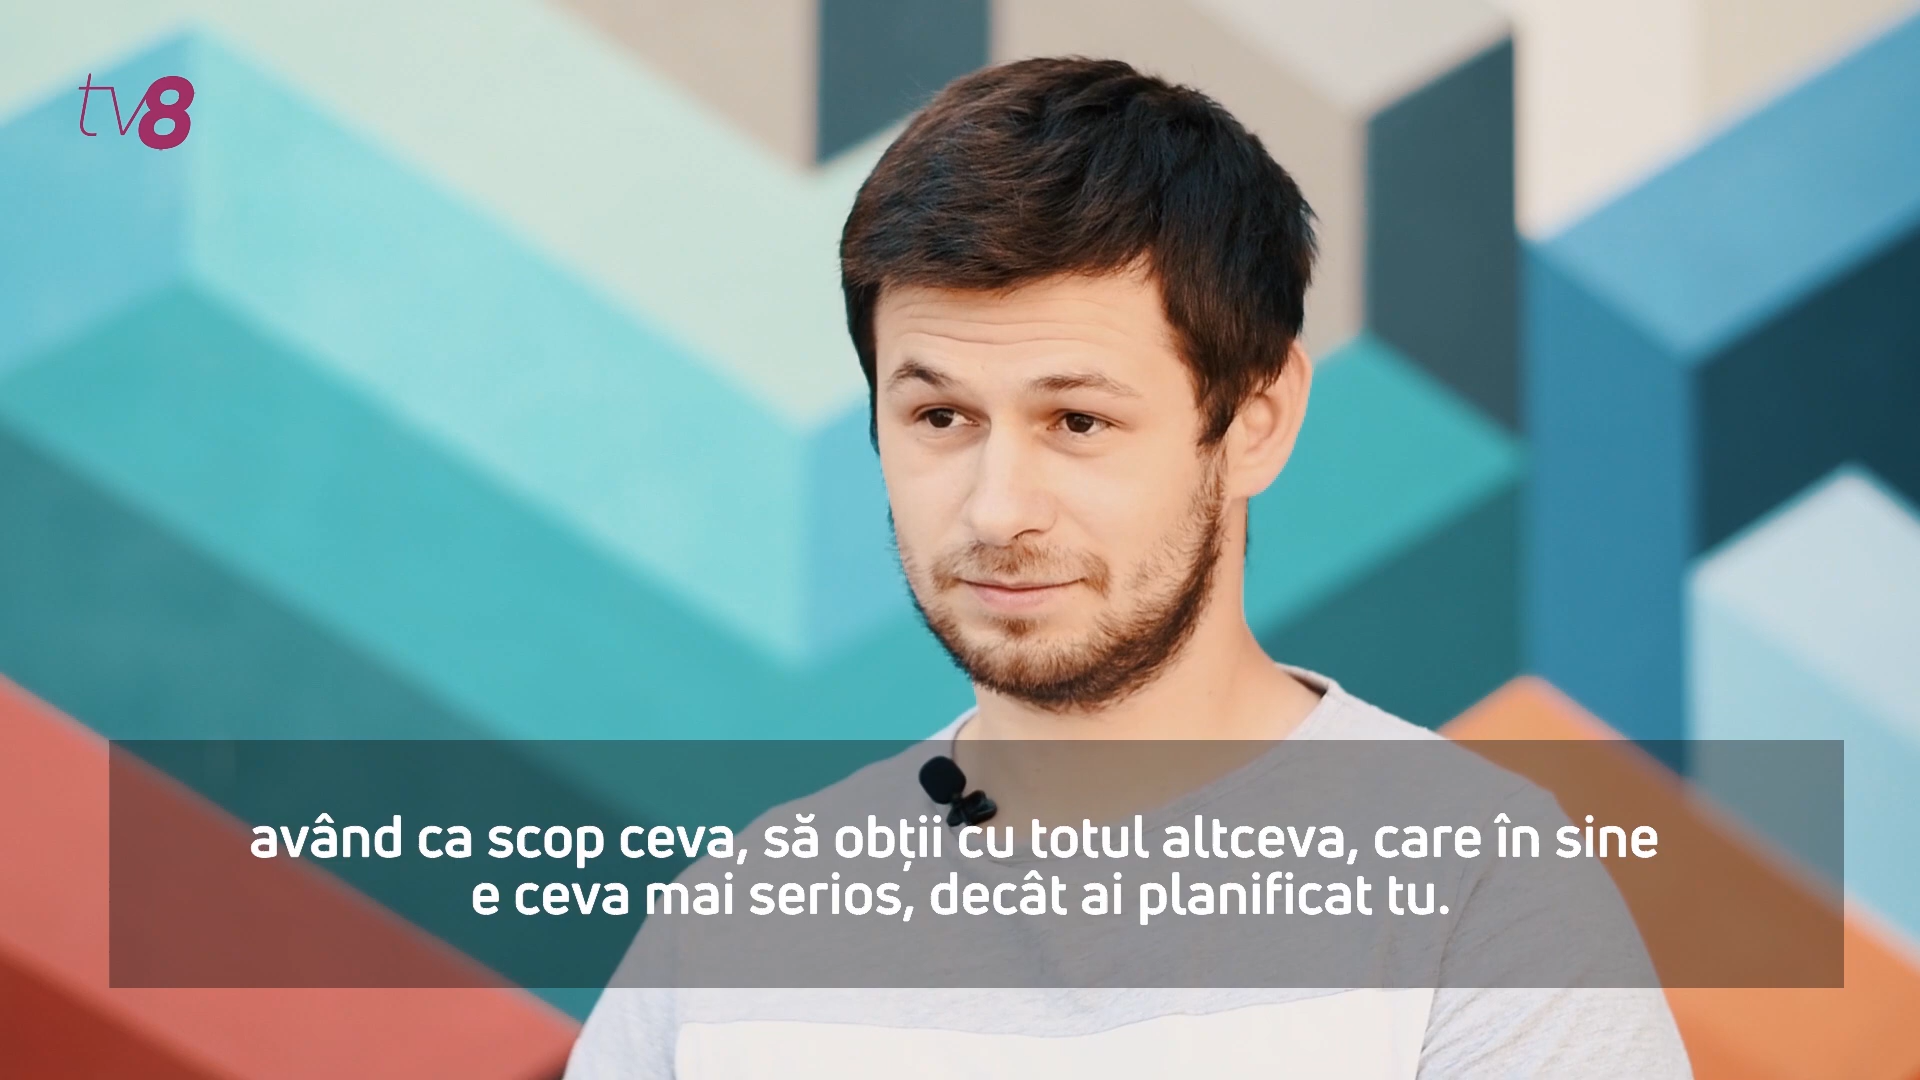 tv8
având ca scop ceva, să obții cu totul altceva, care în sine
e ceva mai serios, decât ai planificat tu.